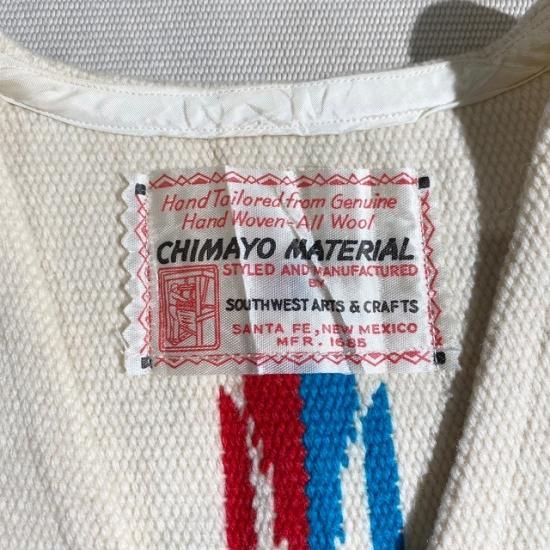 Hand Tailored from Genuine
Hand Woven-All Wool
CHIMAYO MATERIAL
STYLED AND MANUFACTURED
BY
SOUTHWEST ARTS & CRAFTS
SANTA FE, NEW MEXICO
MFR. 1685